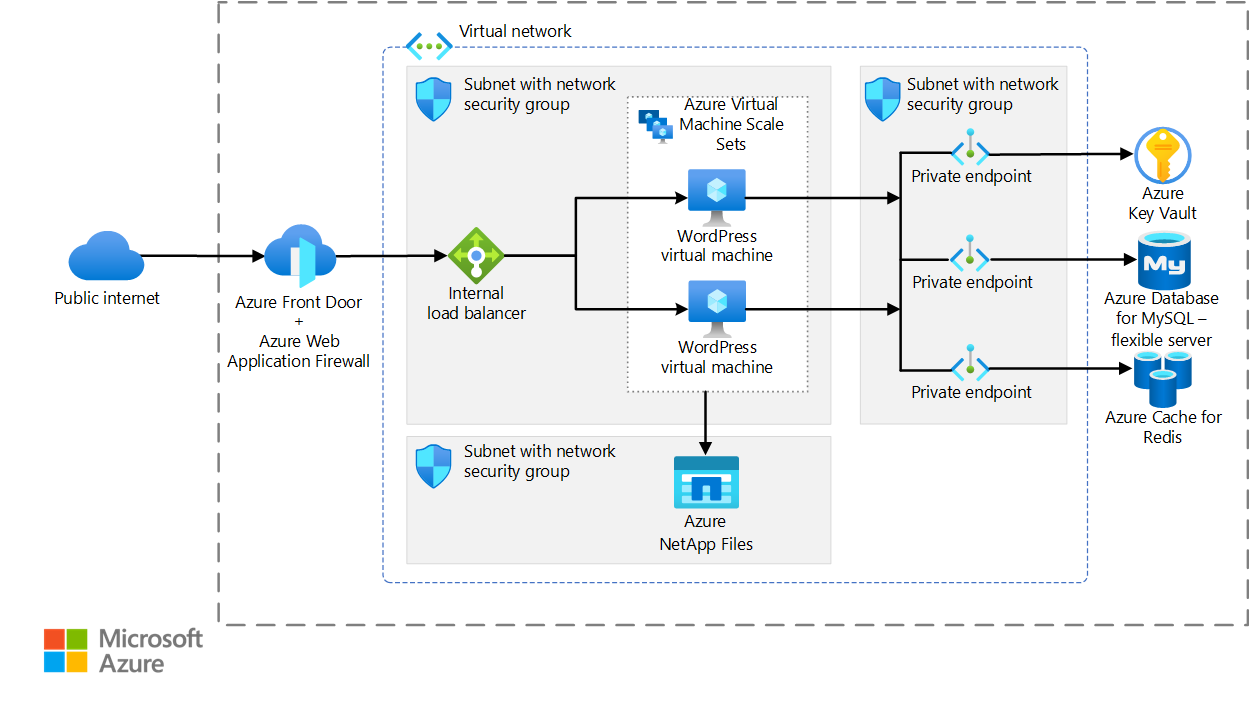 Virtual network
Subnet with network
security group
Azure Virtual
Machine Scale
Sets
Subnet with network
security group
Private endpoint
Azure
Key Vault
WordPress
virtual machine
Public internet
Azure Front Door
+
Azure Web
Application Firewall
Internal
load balancer
Private endpoint
My
Azure Database
for MySQL –
flexible server
WordPress
virtual machine
Private endpoint
Azure Cache for
Redis
Subnet with network
security group
Azure
NetApp Files
Microsoft
Azure